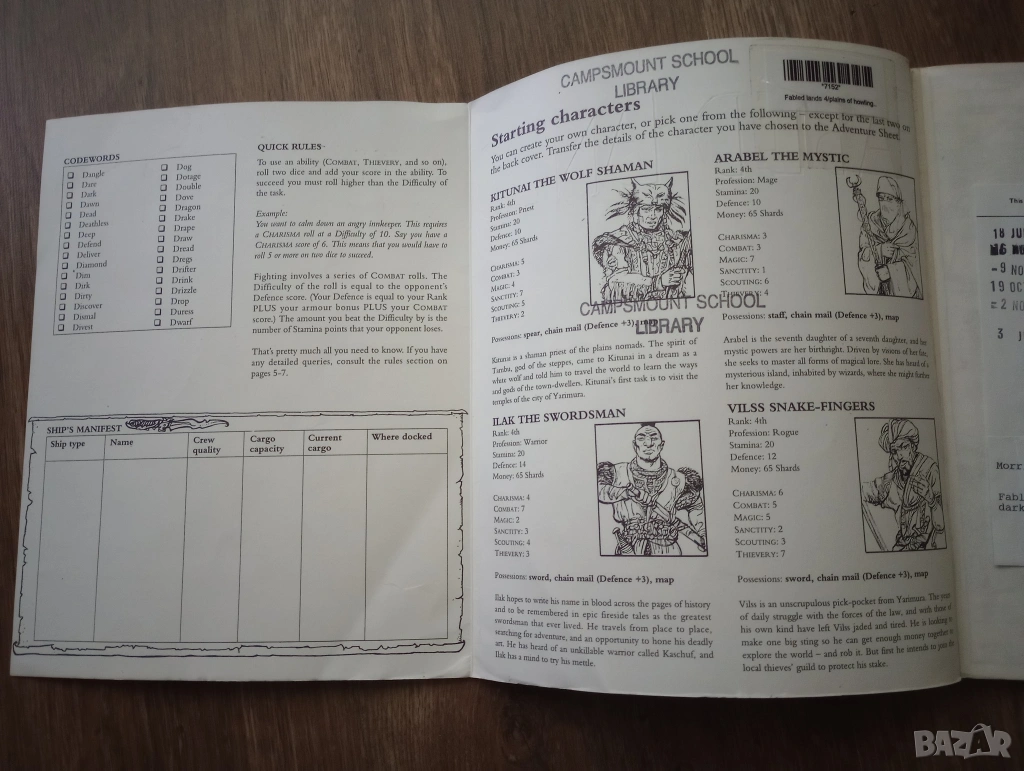 CODEWORDS
Dangle
Dare
Dark
Dawn
Dead
Deathless
Deep
Defend
Deliver
Diamond
Dim
Dirk
Dirty
Discover
Dismal
Divest
Dog
Dotage
Double
Dove
Dragon
Drake
Drape
Draw
Dread
Dregs
Drifter
Drink
Drizzle
Drop
Duress
Dwarf
QUICK RULES
To use an ability (COMBAT, THIEVERY, and so on),
roll two dice and add your score in the ability. To
succeed you must roll higher than the Difficulty of
the task.
Example:
You want to calm down an angry innkeeper. This requires
a CHARISMA roll at a Difficulty of 10. Say you have a
CHARISMA score of 6. This means that you would have to
roll 5 or more on two dice to succeed.
Fighting involves a series of COMBAT rolls. The
Difficulty of the roll is equal to the opponent's
Defence score. (Your Defence is equal to your Rank
PLUS your armour bonus PLUS your COMBAT
score.) The amount you beat the Difficulty by is the
number of Stamina points that your opponent loses.
That's pretty much all you need to know. If you have
any detailed queries, consult the rules section on
pages 5-7.
SHIP'S MANIFEST
Ship type Name Crew quality Cargo capacity Current cargo Where docked
CAMPSMOUNT SCHOOL
LIBRARY
*7152*
Fabled lands 4/plains of howling..
Starting characters
You can create your own character, or pick one from the following – except for the last two on
the back cover. Transfer the details of the character you have chosen to the Adventure Sheet.
KITUNAI THE WOLF SHAMAN
Rank: 4th
Profession: Priest
Stamina: 20
Defence: 10
Money: 65 Shards
CHARISMA: 5
COMBAT: 3
MAGIC: 4
SANCTITY: 7
SCOUTING: 5
THIEVERY: 2
Possessions: spear, chain mail (Defence +3), map
Kitunai is a shaman priest of the plains nomads. The spirit of
Tambu, god of the steppes, came to Kitunai in a dream as a
white wolf and told him to travel the world to learn the ways
and gods of the town-dwellers. Kitunai's first task is to visit the
temples of the city of Yarimura.
ARABEL THE MYSTIC
Rank: 4th
Profession: Mage
Stamina: 20
Defence: 10
Money: 65 Shards
CHARISMA: 3
COMBAT: 3
MAGIC: 7
SANCTITY: 1
SCOUTING: 6
THIEVERY: 4
CAMPSMOUNT SCHOOL
LIBRARY
Possessions: staff, chain mail (Defence +3), map
Arabel is the seventh daughter of a seventh daughter, and her
mystic powers are her birthright. Driven by visions of her fate,
she seeks to master all forms of magical lore. She has heard of a
mysterious island, inhabited by wizards, where she might further
her knowledge.
ILAK THE SWORDSMAN
Rank: 4th
Profession: Warrior
Stamina: 20
Defence: 14
Money: 65 Shards
CHARISMA: 4
COMBAT: 7
MAGIC: 2
SANCTITY: 3
SCOUTING: 4
THIEVERY: 3
Possessions: sword, chain mail (Defence +3), map
Ilak hopes to write his name in blood across the pages of history
and to be remembered in epic fireside tales as the greatest
swordsman that ever lived. He travels from place to place,
searching for adventure, and an opportunity to hone his deadly
art. He has heard of an unkillable warrior called Kaschuf, and
Ilak has a mind to try his mettle.
VILSS SNAKE-FINGERS
Rank: 4th
Profession: Rogue
Stamina: 20
Defence: 12
Money: 65 Shards
CHARISMA: 6
COMBAT: 5
MAGIC: 5
SANCTITY: 2
SCOUTING: 3
THIEVERY: 7
Possessions: sword, chain mail (Defence +3), map
Vilss is an unscrupulous pick-pocket from Yarimura. The years
of daily struggle with the forces of the law, and with those of
his own kind have left Vilss jaded and tired. He is looking to
make one big sting so he can get enough money together to
explore the world – and rob it. But first he intends to join the
local thieves' guild to protect his stake.
This
18 JU
- 9 NO
19 OC
= 2 NO
3 J
Morr
Fabl
dark
BAZAR